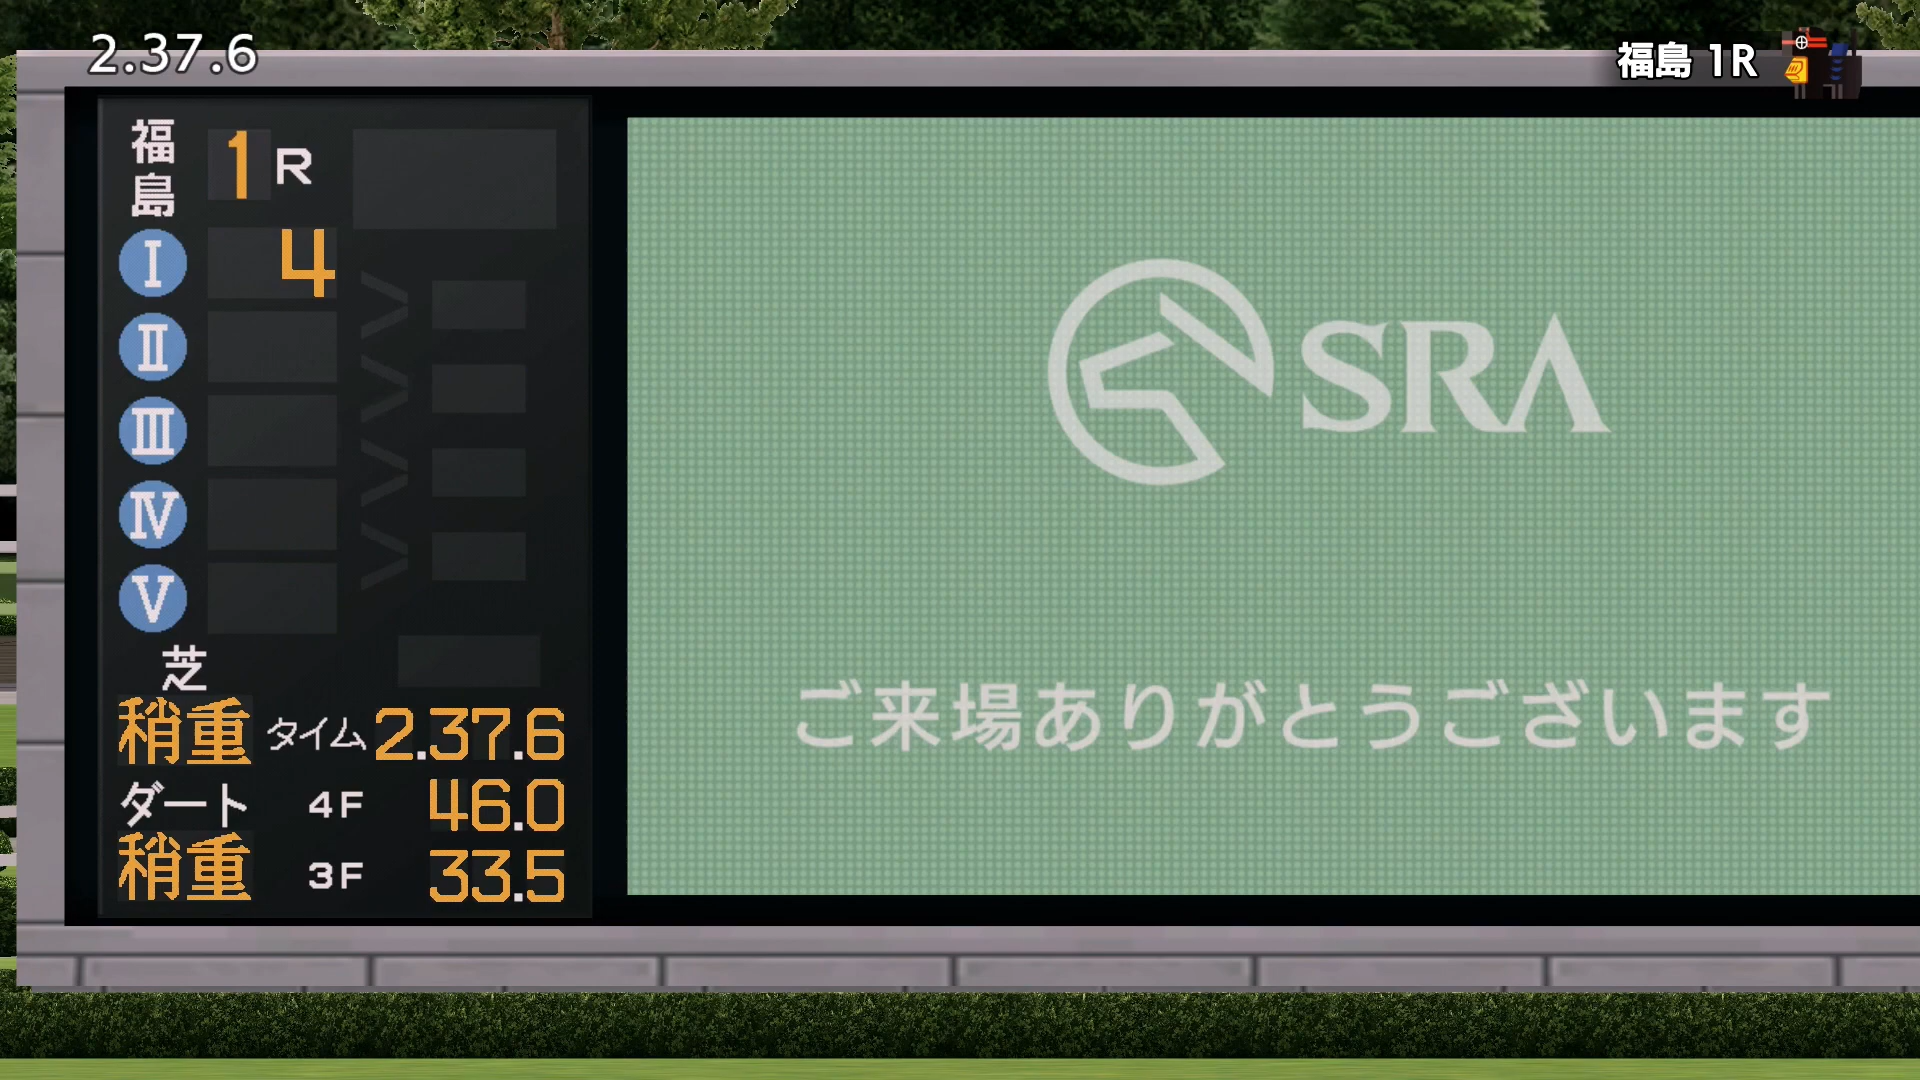 2.37.6
福島 1R
福島 1 R
Ⅰ 4
Ⅱ
Ⅲ
Ⅳ
Ⅴ
芝
稍重 タイム 2.37.6
ダート 4F 46.0
稍重 3F 33.5
SRA
ご来場ありがとうございます